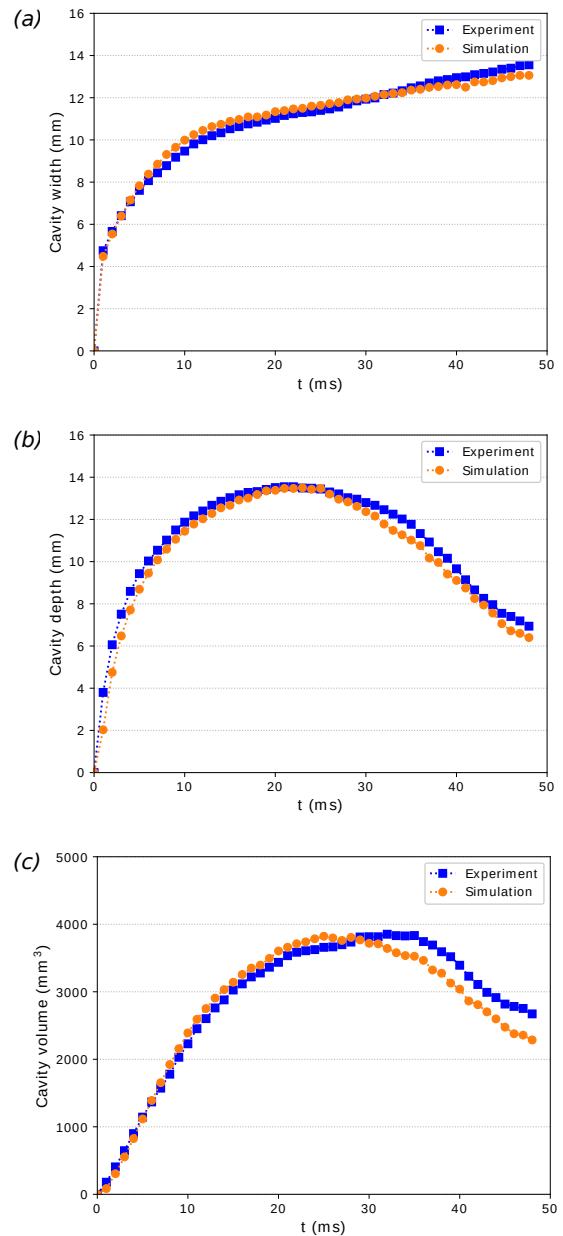 (a)
16
14
12
10
8
6
4
2
0
Cavity width (mm)
Experiment
Simulation
0 10 20 30 40 50
t (ms)
(b)
16
14
12
10
8
6
4
2
0
Cavity depth (mm)
Experiment
Simulation
0 10 20 30 40 50
t (ms)
(c)
5000
4000
3000
2000
1000
0
Cavity volume (mm³)
Experiment
Simulation
0 10 20 30 40 50
t (ms)